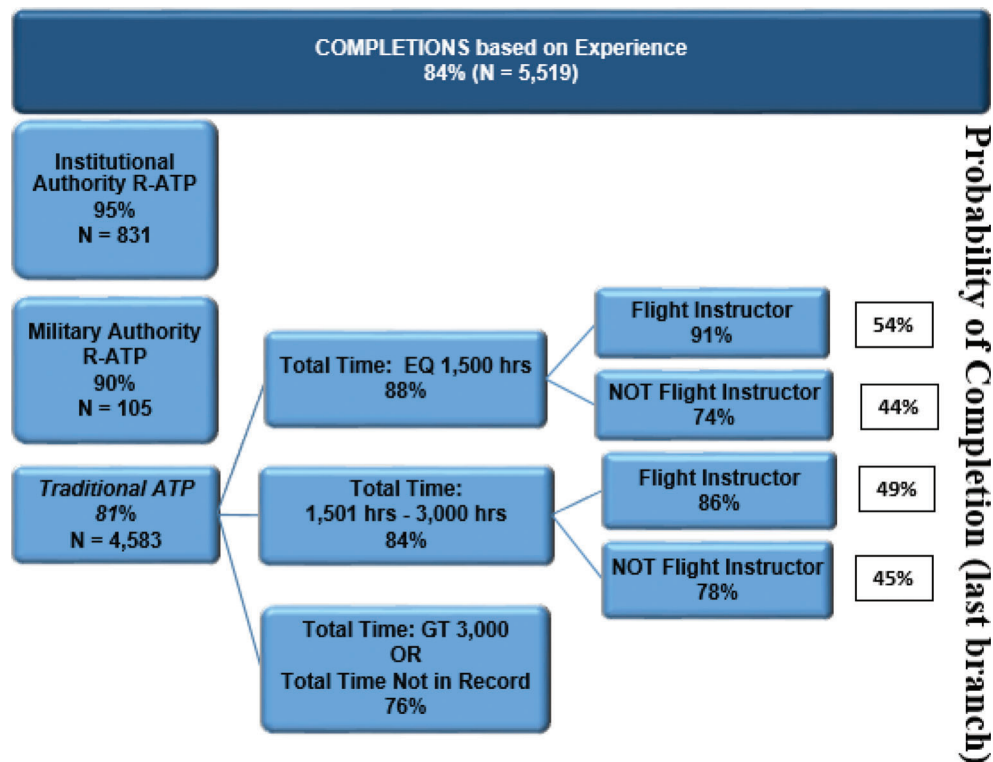 COMPLETIONS based on Experience
84% (N = 5,519)
Institutional
Authority R-ATP
95%
N = 831
Military Authority
R-ATP
90%
N = 105
Traditional ATP
81%
N = 4,583
Total Time: EQ 1,500 hrs
88%
Total Time:
1,501 hrs - 3,000 hrs
84%
Total Time: GT 3,000
OR
Total Time Not in Record
76%
Flight Instructor
91%
NOT Flight Instructor
74%
Flight Instructor
86%
NOT Flight Instructor
78%
54%
44%
49%
45%
Probability of Completion (last branch)